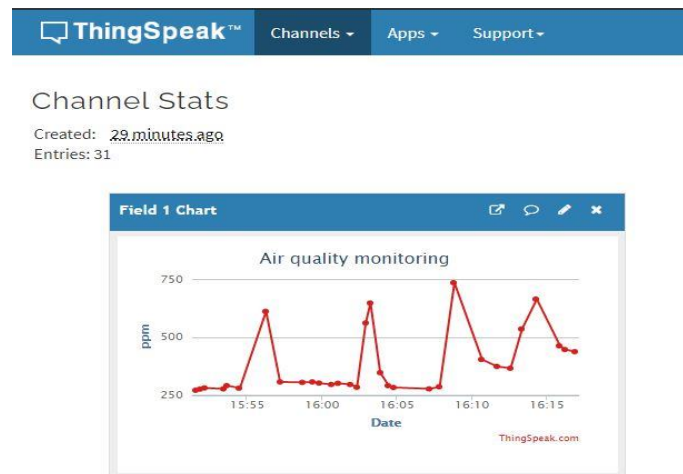 ThingSpeak™ Channels Apps Support
Channel Stats
Created: 29 minutes ago
Entries: 31
Field 1 Chart
Air quality monitoring
750
500
250
ppm
15:55 16:00 16:05 16:10 16:15
Date
ThingSpeak.com